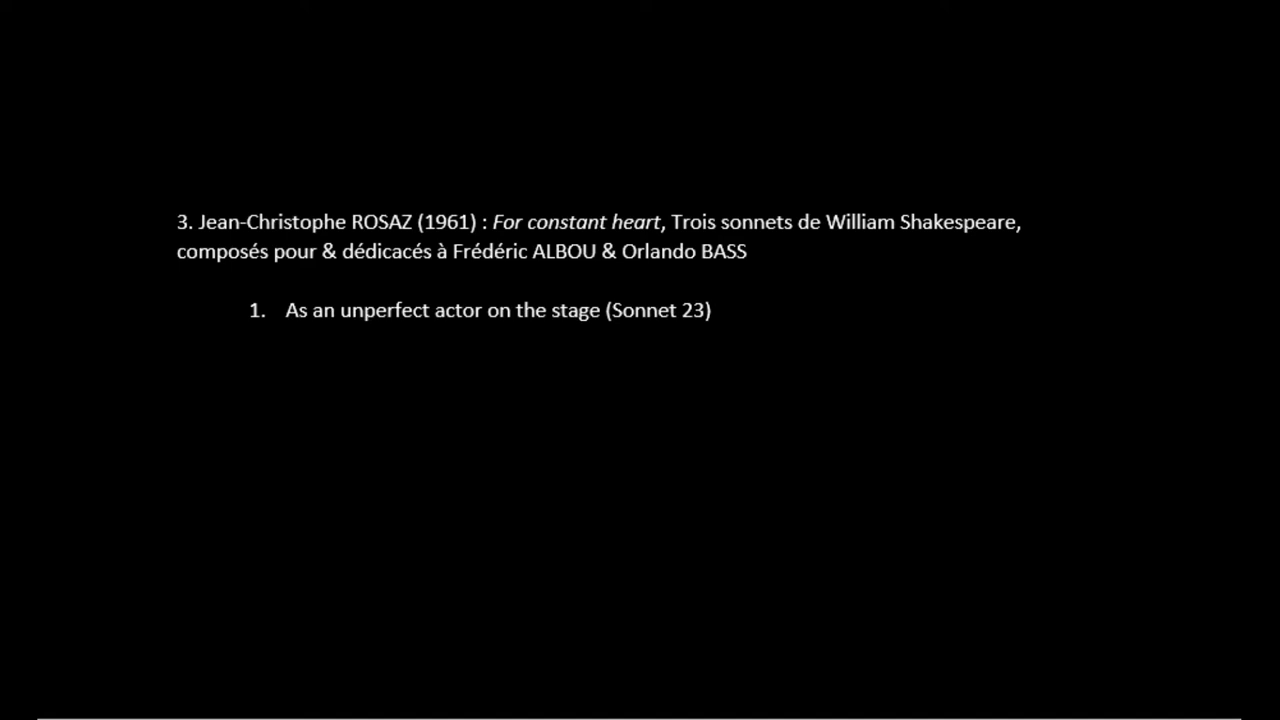 3. Jean-Christophe ROSAZ (1961) : For constant heart, Trois sonnets de William Shakespeare,
composés pour & dédicacés à Frédéric ALBOU & Orlando BASS
1. As an unperfect actor on the stage (Sonnet 23)